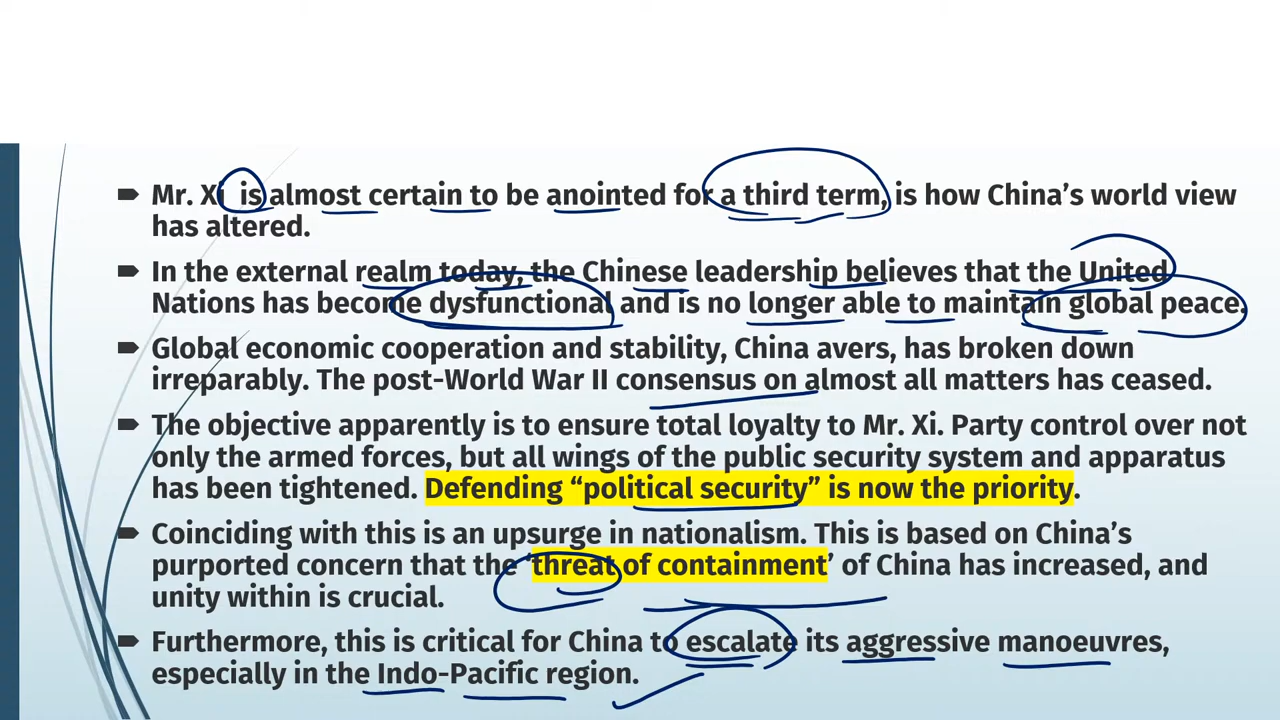 Mr. Xi is almost certain to be anointed for a third term, is how China's world view
has altered.
In the external realm today, the Chinese leadership believes that the United
Nations has become dysfunctional and is no longer able to maintain global peace.
Global economic cooperation and stability, China avers, has broken down
irreparably. The post-World War II consensus on almost all matters has ceased.
The objective apparently is to ensure total loyalty to Mr. Xi. Party control over not
only the armed forces, but all wings of the public security system and apparatus
has been tightened. Defending “political security” is now the priority.
Coinciding with this is an upsurge in nationalism. This is based on China's
purported concern that the ‘threat of containment’ of China has increased, and
unity within is crucial.
Furthermore, this is critical for China to escalate its aggressive manoeuvres,
especially in the Indo-Pacific region.